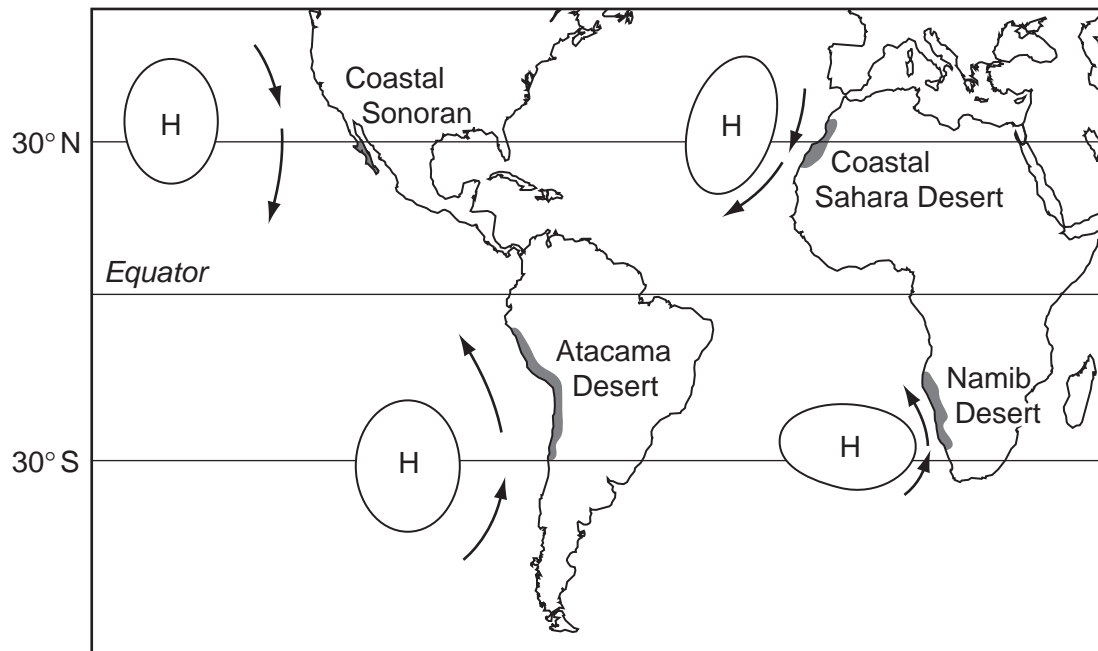 Coastal
Sonoran
H
H
30° N
Coastal
Sahara Desert
Equator
Atacama
Desert
Namib
Desert
H
H
30° S